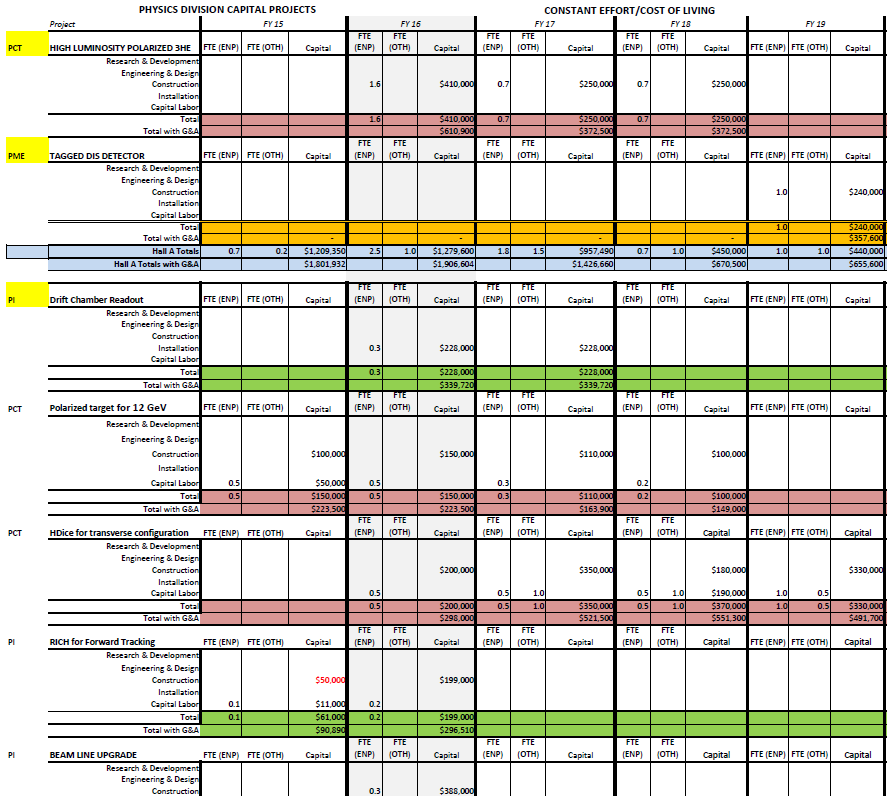 PHYSICS DIVISION CAPITAL PROJECTS CONSTANT EFFORT/COST OF LIVING
Project FY 15 FY 16 FY 17 FY 18 FY 19
PCT HIGH LUMINOSITY POLARIZED 3HE FTE (ENP) FTE (OTH) Capital FTE (ENP) FTE (OTH) Capital FTE (ENP) FTE (OTH) Capital FTE (ENP) FTE (OTH) Capital FTE (ENP) FTE (OTH) Capital
Research & Development
Engineering & Design
Construction 1.6 $410,000 0.7 $250,000 0.7 $250,000
Installation
Capital Labor
Total 1.6 $410,000 0.7 $250,000 0.7 $250,000
Total with G&A $610,900 $372,500 $372,500
PME TAGGED DIS DETECTOR FTE (ENP) FTE (OTH) Capital FTE (ENP) FTE (OTH) Capital FTE (ENP) FTE (OTH) Capital FTE (ENP) FTE (OTH) Capital FTE (ENP) FTE (OTH) Capital
Research & Development
Engineering & Design
Construction 1.0 $240,000
Installation
Capital Labor
Total 1.0 $240,000
Total with G&A - - - - $357,600
Hall A Totals 0.7 0.2 $1,209,350 2.5 1.0 $1,279,600 1.8 1.5 $957,490 0.7 1.0 $450,000 1.0 1.0 $440,000
Hall A Totals with G&A $1,801,932 $1,906,604 $1,426,660 $670,500 $655,600
PI Drift Chamber Readout FTE (ENP) FTE (OTH) Capital FTE (ENP) FTE (OTH) Capital FTE (ENP) FTE (OTH) Capital FTE (ENP) FTE (OTH) Capital FTE (ENP) FTE (OTH) Capital
Research & Development
Engineering & Design
Construction
Installation 0.3 $228,000 $228,000
Capital Labor
Total 0.3 $228,000 $228,000
Total with G&A $339,720 $339,720
PCT Polarized target for 12 GeV FTE (ENP) FTE (OTH) Capital FTE (ENP) FTE (OTH) Capital FTE (ENP) FTE (OTH) Capital FTE (ENP) FTE (OTH) Capital FTE (ENP) FTE (OTH) Capital
Research & Development
Engineering & Design
Construction $100,000 $150,000 $110,000 $100,000
Installation
Capital Labor 0.5 $50,000 0.5 0.3 0.2
Total 0.5 $150,000 0.5 $150,000 0.3 $110,000 0.2 $100,000
Total with G&A $223,500 $223,500 $163,900 $149,000
PCT HDice for transverse configuration FTE (ENP) FTE (OTH) Capital FTE (ENP) FTE (OTH) Capital FTE (ENP) FTE (OTH) Capital FTE (ENP) FTE (OTH) Capital FTE (ENP) FTE (OTH) Capital
Research & Development
Engineering & Design
Construction $200,000 $350,000 $180,000 $330,000
Installation
Capital Labor 0.5 0.5 1.0 0.5 1.0 $190,000 1.0 0.5
Total 0.5 $200,000 0.5 1.0 $350,000 0.5 1.0 $370,000 1.0 0.5 $330,000
Total with G&A $298,000 $521,500 $551,300 $491,700
PI RICH for Forward Tracking FTE (ENP) FTE (OTH) Capital FTE (ENP) FTE (OTH) Capital FTE (ENP) FTE (OTH) Capital FTE (ENP) FTE (OTH) Capital FTE (ENP) FTE (OTH) Capital
Research & Development
Engineering & Design
Construction $50,000 $199,000
Installation
Capital Labor 0.1 $11,000 0.2
Total 0.1 $61,000 0.2 $199,000
Total with G&A $90,890 $296,510
PI BEAM LINE UPGRADE FTE (ENP) FTE (OTH) Capital FTE (ENP) FTE (OTH) Capital FTE (ENP) FTE (OTH) Capital FTE (ENP) FTE (OTH) Capital FTE (ENP) FTE (OTH) Capital
Research & Development
Engineering & Design
Construction 0.3 $388,000